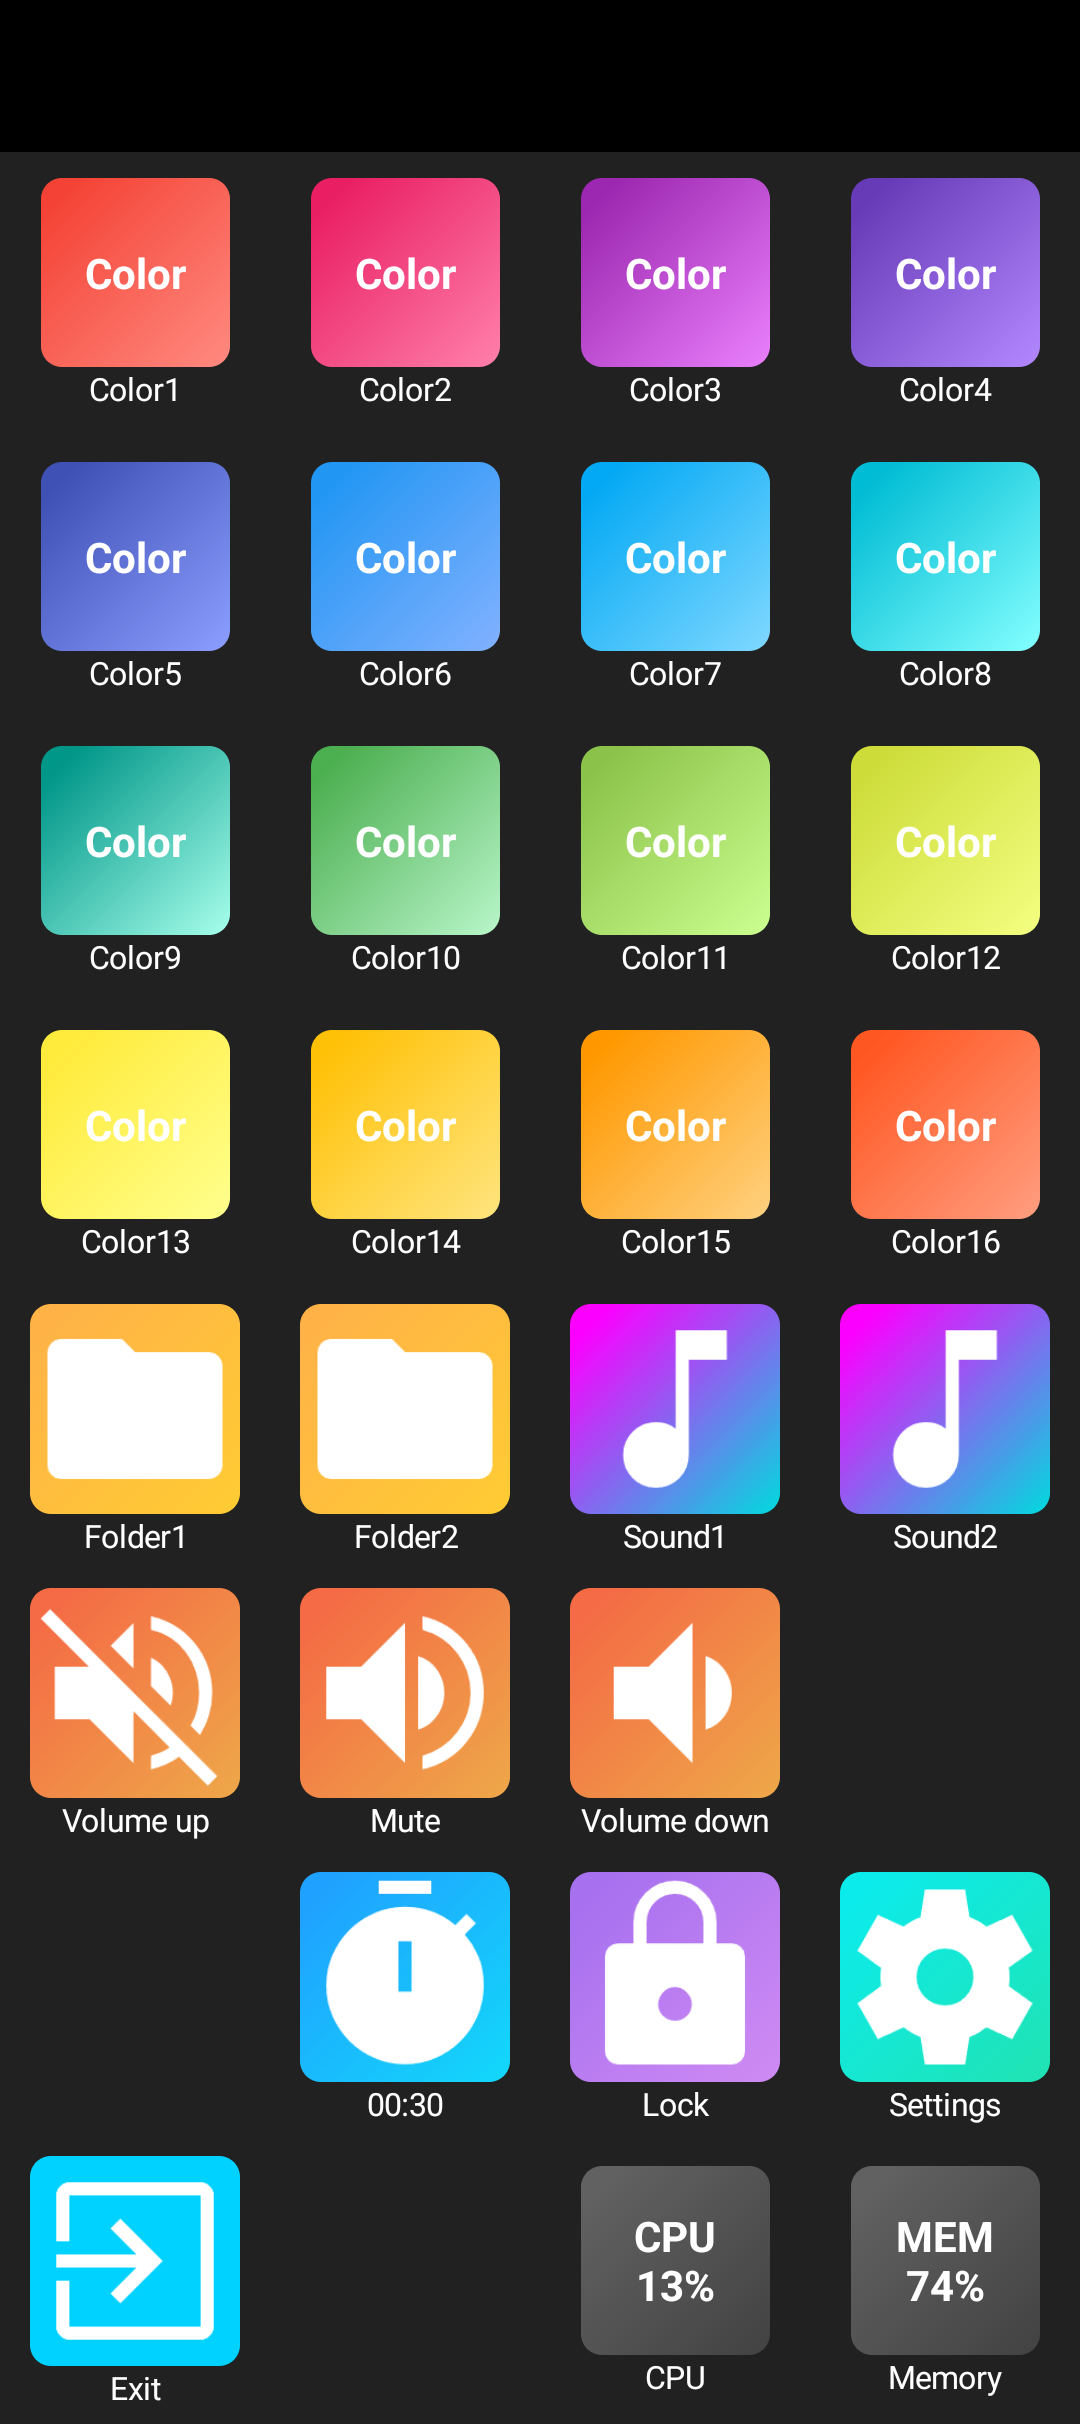 Color Color Color Color
Color1 Color2 Color3 Color4
Color Color Color Color
Color5 Color6 Color7 Color8
Color Color Color Color
Color9 Color10 Color11 Color12
Color Color Color Color
Color13 Color14 Color15 Color16
Folder1 Folder2 Sound1 Sound2
Volume up Mute Volume down
00:30 Lock Settings
CPU MEM
13% 74%
Exit CPU Memory